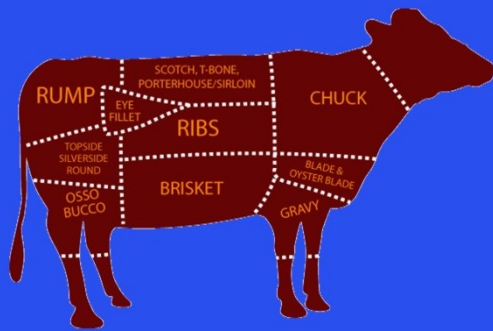 SCOTCH, T-BONE,
PORTERHOUSE/SIRLOIN
RUMP
EYE
FILLET
CHUCK
RIBS
TOPSIDE
SILVERSIDE
ROUND
BRISKET
BLADE &
OYSTER BLADE
OSSO
BUCCO
GRAVY